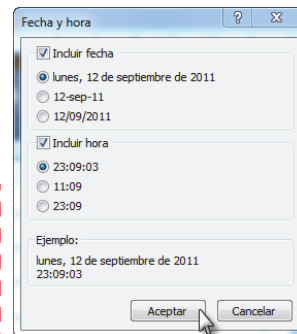 Fecha y hora
Incluir fecha
lunes, 12 de septiembre de 2011
12-sep-11
12/09/2011
Incluir hora
23:09:03
11:09
23:09
Ejemplo:
lunes, 12 de septiembre de 2011
23:09:03
Aceptar Cancelar